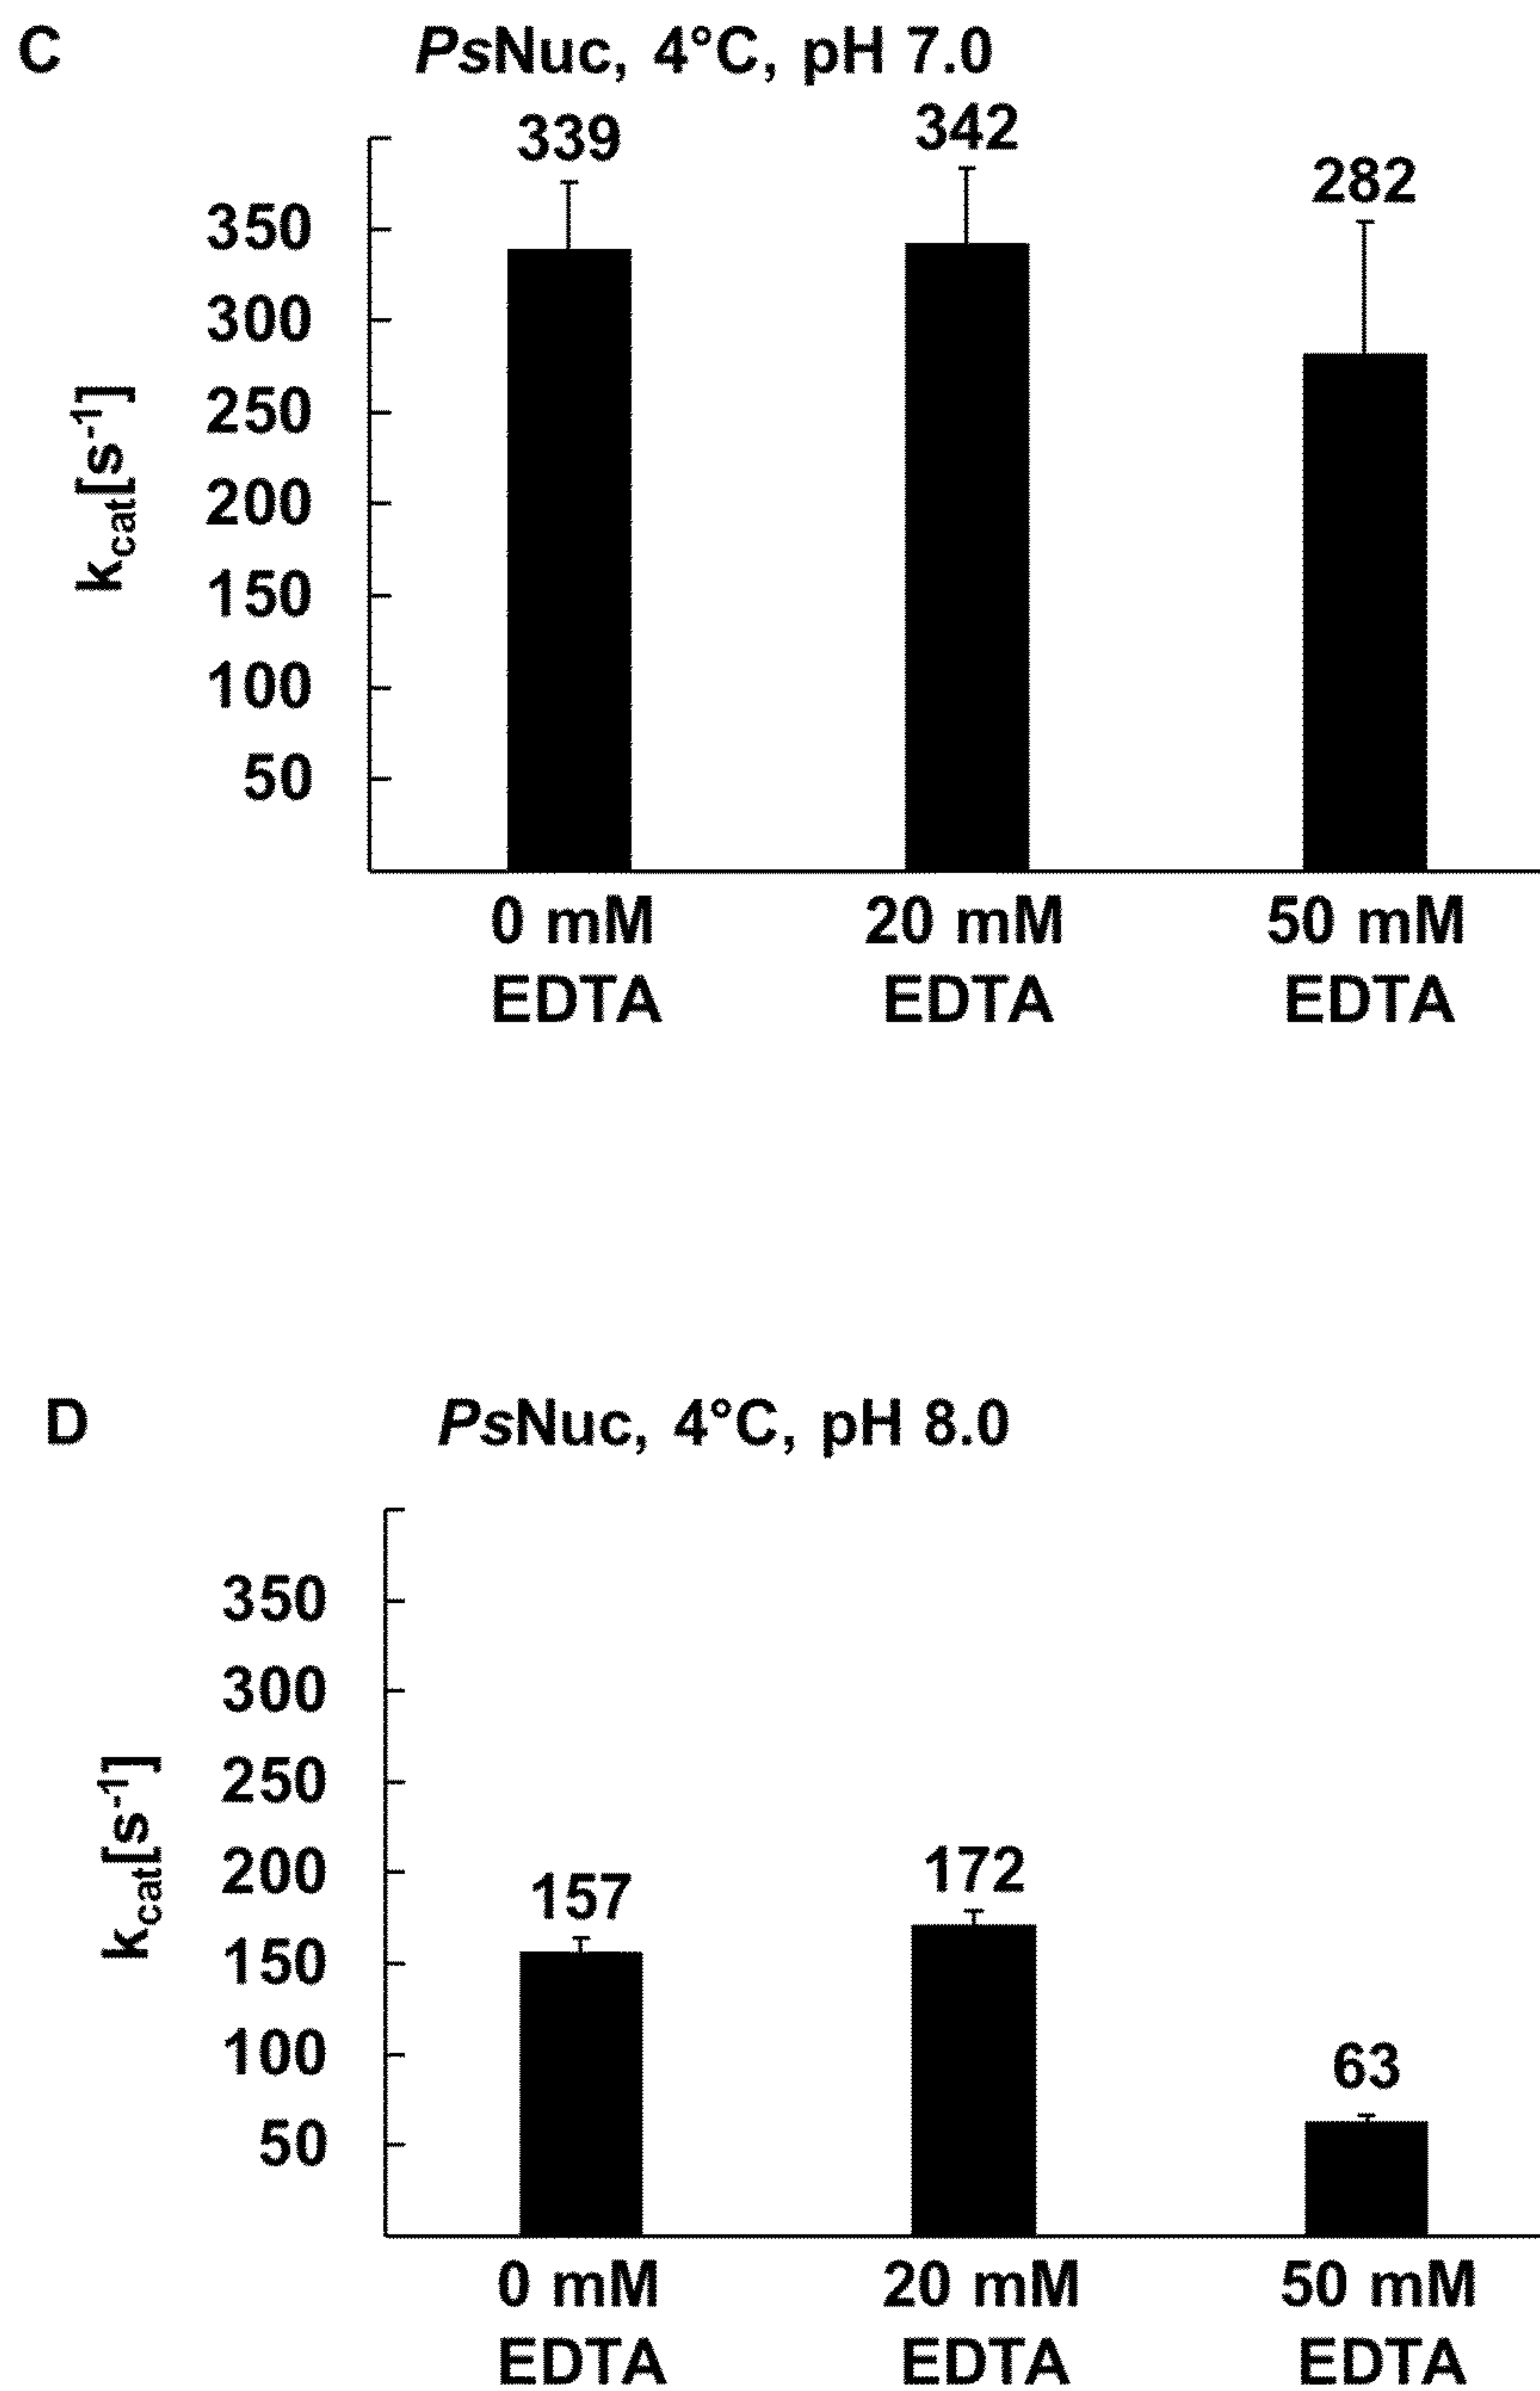 C
PsNuc, 4°C, pH 7.0
339
342
282
350
300
250
200
150
100
50
kcat[s-1]
0 mM
EDTA
20 mM
EDTA
50 mM
EDTA
D
PsNuc, 4°C, pH 8.0
350
300
250
200
150
100
50
kcat[s-1]
157
172
63
0 mM
EDTA
20 mM
EDTA
50 mM
EDTA